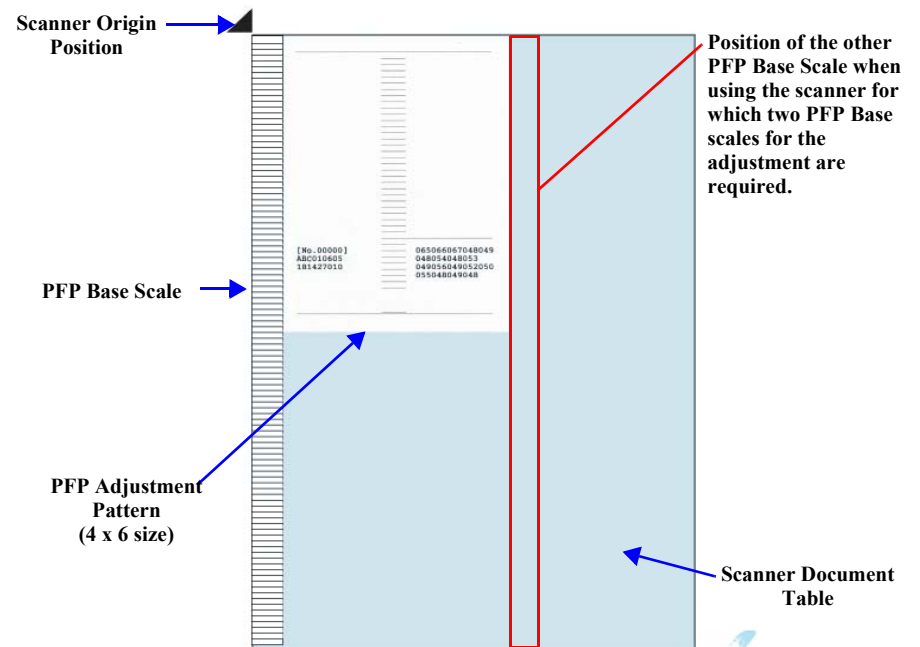 Scanner Origin
Position
Position of the other
PFP Base Scale when
using the scanner for
which two PFP Base
scales for the
adjustment are
required.
[No.00000]
ABC010605
181427010
065066067048049
048054048053
049056049052050
055048049048
PFP Base Scale
PFP Adjustment
Pattern
(4 x 6 size)
Scanner Document
Table